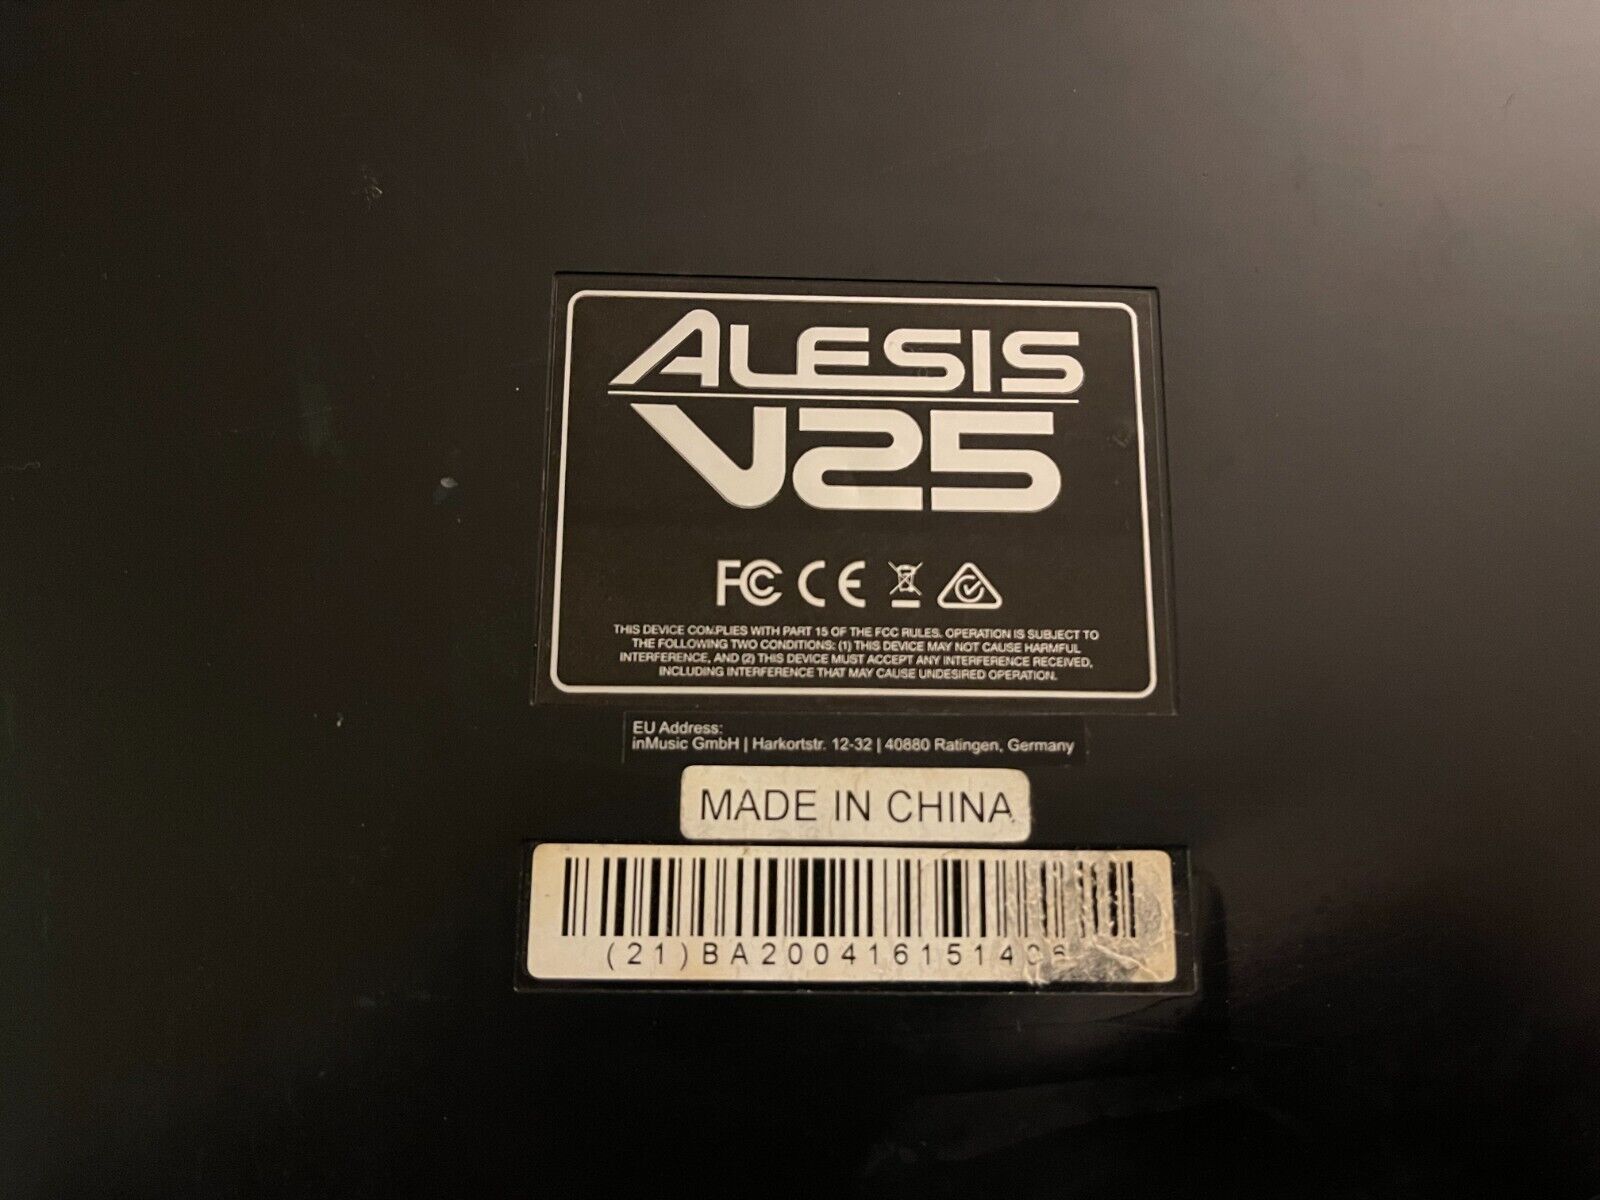 ALESIS
V25
FC CE
THIS DEVICE COMPLIES WITH PART 15 OF THE FCC RULES. OPERATION IS SUBJECT TO
THE FOLLOWING TWO CONDITIONS: (1) THIS DEVICE MAY NOT CAUSE HARMFUL
INTERFERENCE, AND (2) THIS DEVICE MUST ACCEPT ANY INTERFERENCE RECEIVED,
INCLUDING INTERFERENCE THAT MAY CAUSE UNDESIRED OPERATION.
EU Address:
inMusic GmbH | Harkortstr. 12-32 | 40880 Ratingen, Germany
MADE IN CHINA